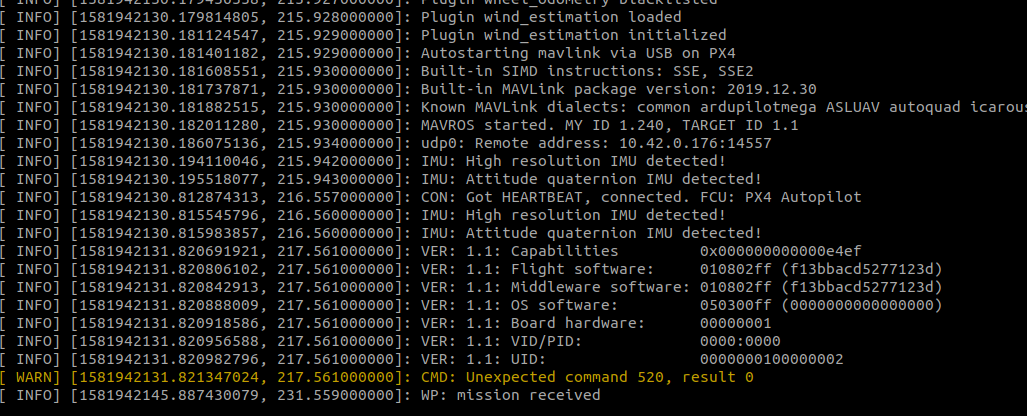 [ INFO] [1581942130.179814805, 215.928000000]: Plugin wind_estimation loaded
[ INFO] [1581942130.181124547, 215.929000000]: Plugin wind_estimation initialized
[ INFO] [1581942130.181401182, 215.929000000]: Autostarting mavlink via USB on PX4
[ INFO] [1581942130.181608551, 215.930000000]: Built-in SIMD instructions: SSE, SSE2
[ INFO] [1581942130.181737871, 215.930000000]: Built-in MAVLink package version: 2019.12.30
[ INFO] [1581942130.181882515, 215.930000000]: Known MAVLink dialects: common ardupilotmega ASLUAV autoquad icarous
[ INFO] [1581942130.182011280, 215.930000000]: MAVROS started. MY ID 1.240, TARGET ID 1.1
[ INFO] [1581942130.186075136, 215.934000000]: udp0: Remote address: 10.42.0.176:14557
[ INFO] [1581942130.194110046, 215.942000000]: IMU: High resolution IMU detected!
[ INFO] [1581942130.195518077, 215.943000000]: IMU: Attitude quaternion IMU detected!
[ INFO] [1581942130.812874313, 216.557000000]: CON: Got HEARTBEAT, connected. FCU: PX4 Autopilot
[ INFO] [1581942130.815545796, 216.560000000]: IMU: High resolution IMU detected!
[ INFO] [1581942130.815983857, 216.560000000]: IMU: Attitude quaternion IMU detected!
[ INFO] [1581942131.820691921, 217.561000000]: VER: 1.1: Capabilities 0x000000000000e4ef
[ INFO] [1581942131.820806102, 217.561000000]: VER: 1.1: Flight software: 010802ff (f13bbacd5277123d)
[ INFO] [1581942131.820842913, 217.561000000]: VER: 1.1: Middleware software: 010802ff (f13bbacd5277123d)
[ INFO] [1581942131.820888009, 217.561000000]: VER: 1.1: OS software: 050300ff (0000000000000000)
[ INFO] [1581942131.820918586, 217.561000000]: VER: 1.1: Board hardware: 00000001
[ INFO] [1581942131.820956588, 217.561000000]: VER: 1.1: VID/PID: 0000:0000
[ INFO] [1581942131.820982796, 217.561000000]: VER: 1.1: UID: 0000000100000002
[ WARN] [1581942131.821347024, 217.561000000]: CMD: Unexpected command 520, result 0
[ INFO] [1581942145.887430079, 231.559000000]: WP: mission received